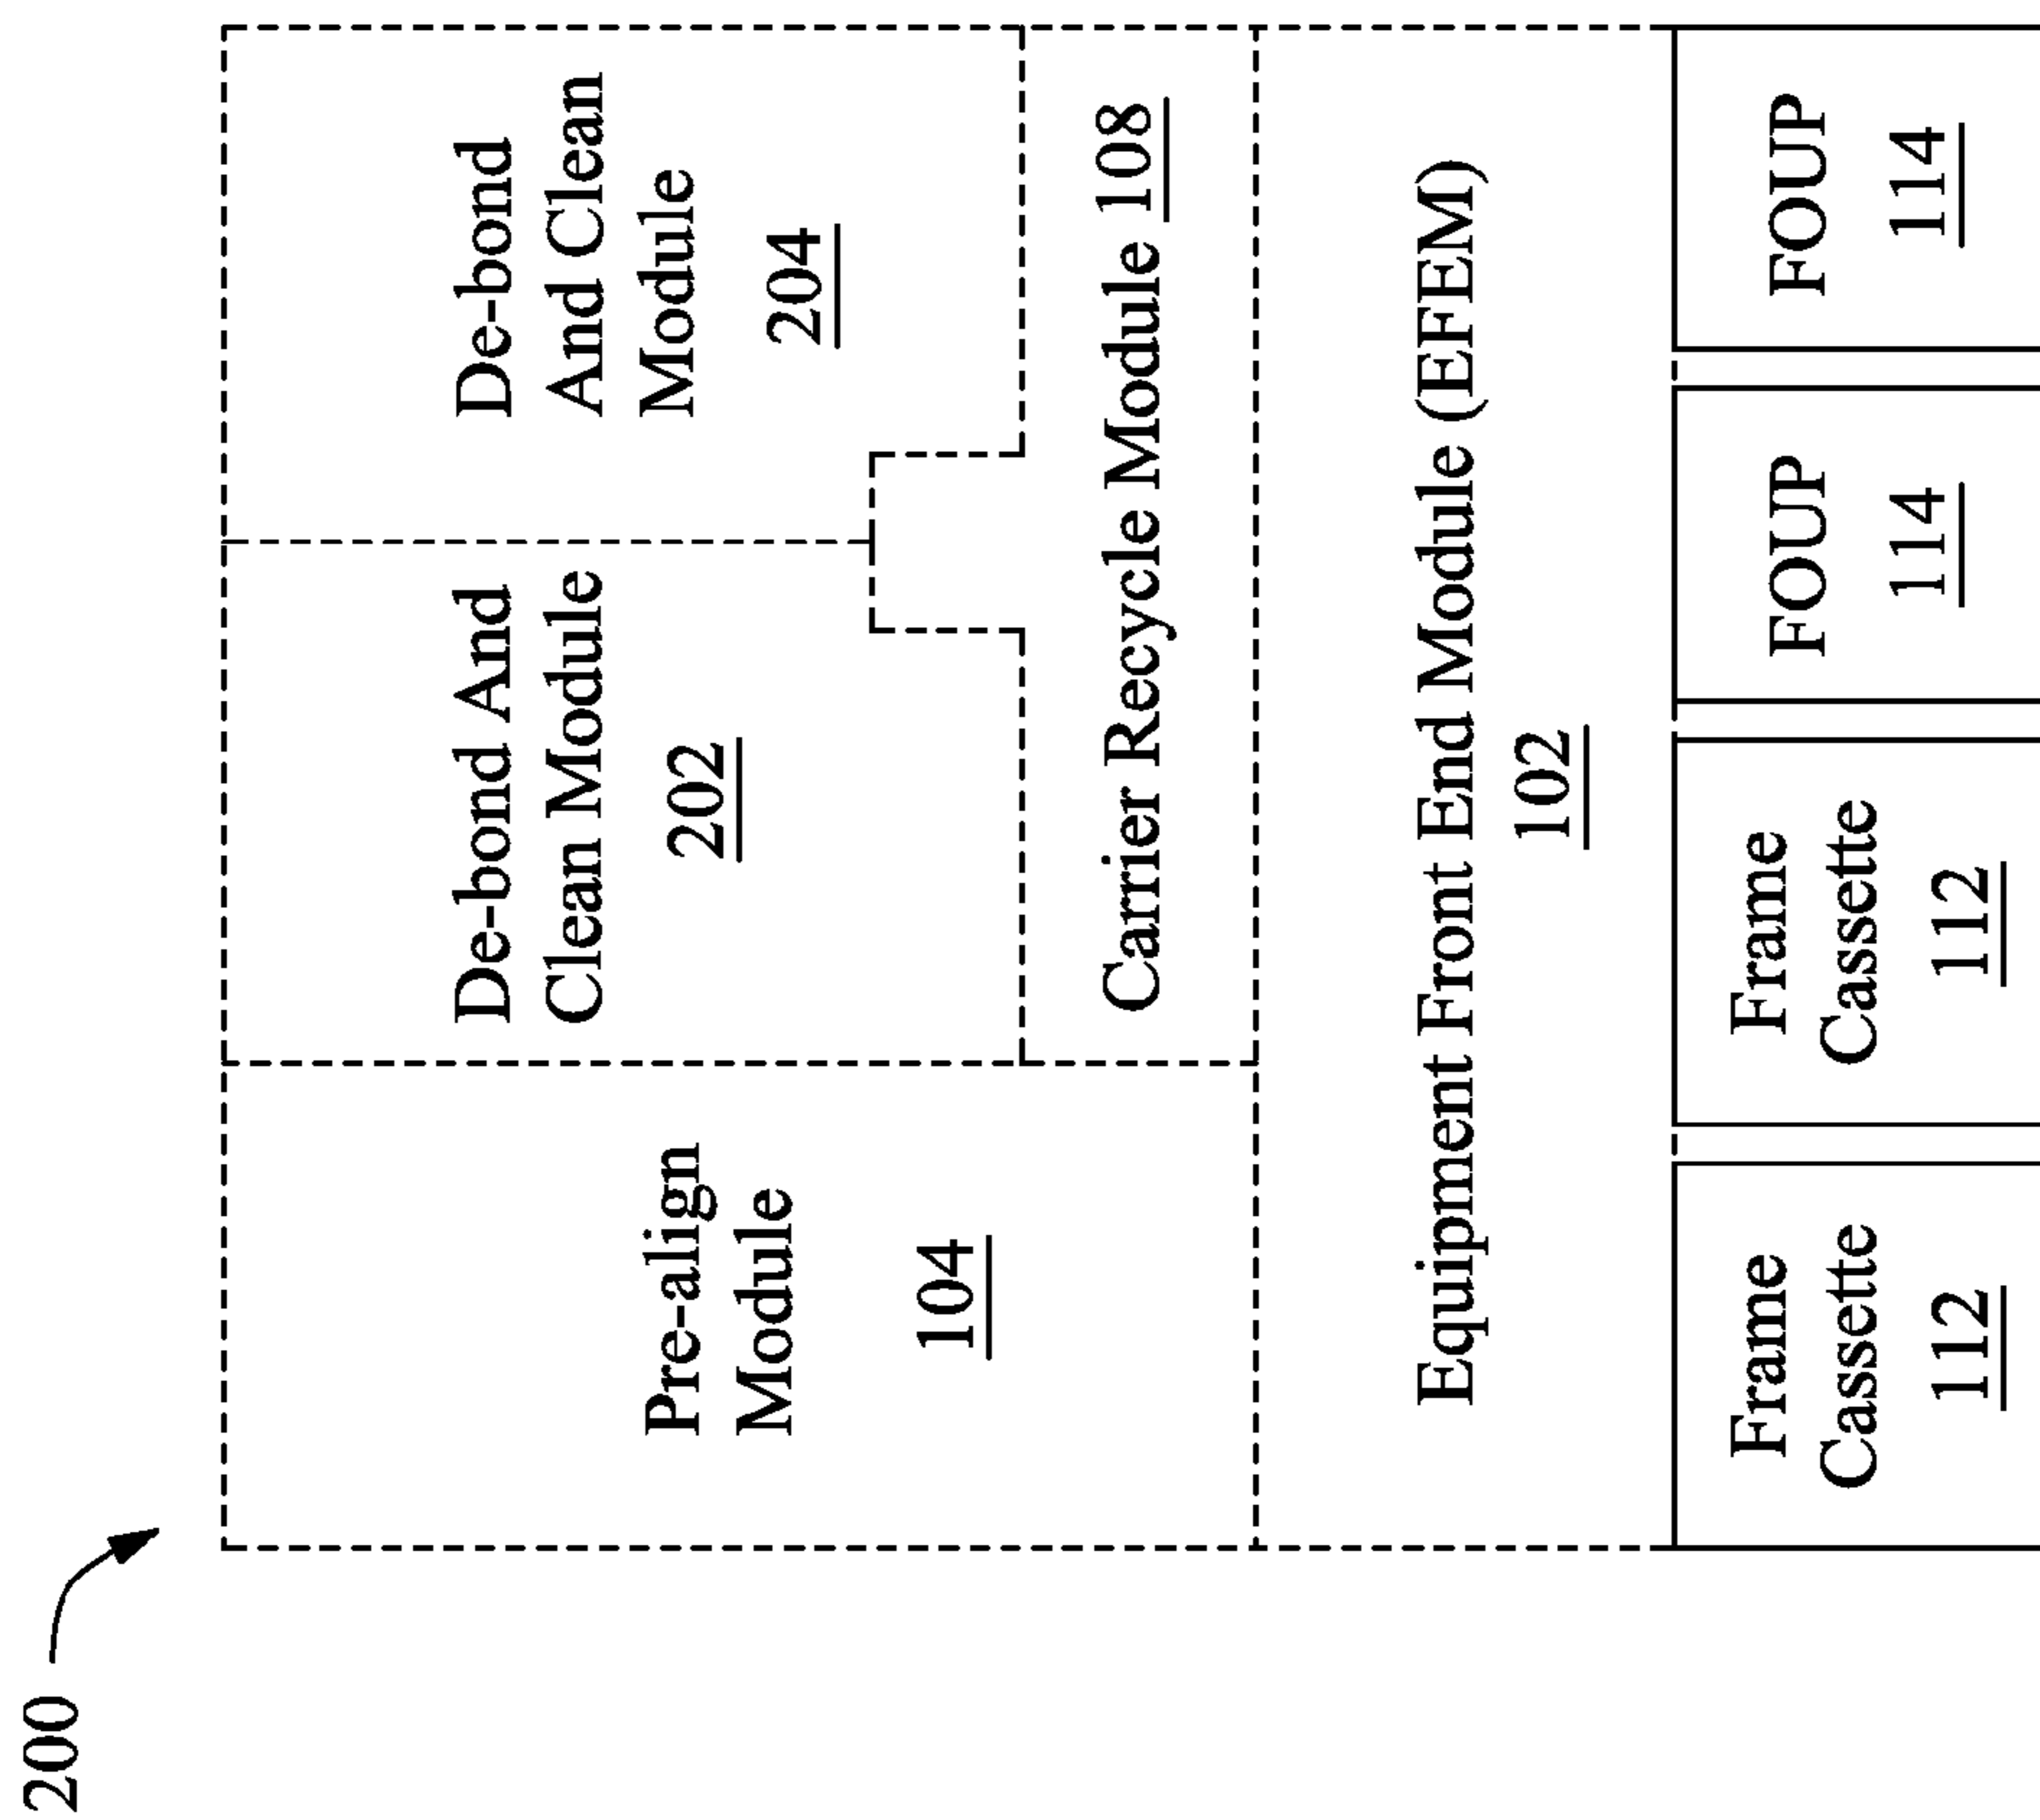 200
Pre-align
Module
104
De-bond And
Clean Module
202
De-bond
And Clean
Module
204
Carrier Recycle Module 108
Equipment Front End Module (EFEM)
102
Frame
Cassette
112
Frame
Cassette
112
FOUP
114
FOUP
114